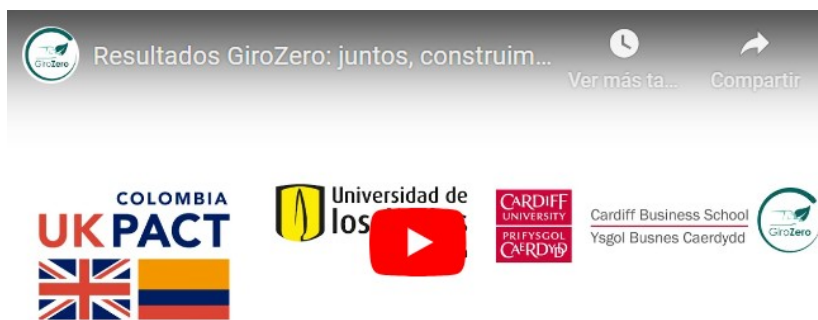 GiroZero
Resultados GiroZero: juntos, construim...
Ver más ta...
Compartir
COLOMBIA
UK PACT
Universidad de
los
CARDIFF
UNIVERSITY
PRIFYSGOL
CAERDYDD
Cardiff Business School
Ysgol Busnes Caerdydd
GiroZero